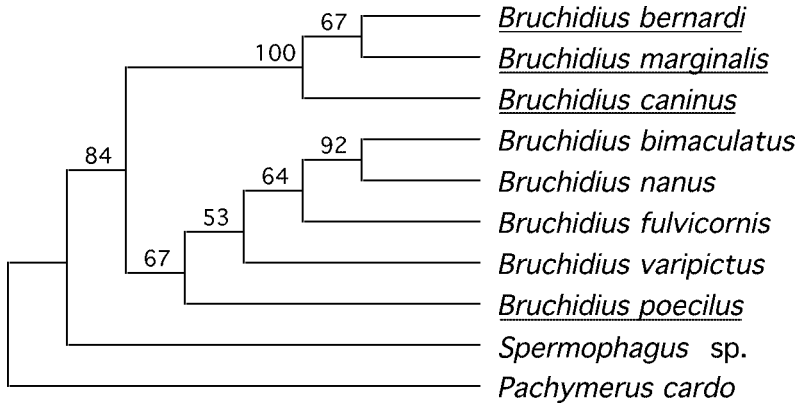 67 Bruchidius bernardi
100 Bruchidius marginalis
Bruchidius caninus
92 Bruchidius bimaculatus
84 64 Bruchidius nanus
53 Bruchidius fulvicornis
67 Bruchidius varipictus
Bruchidius poecilus
Spermophagus sp.
Pachymerus cardo